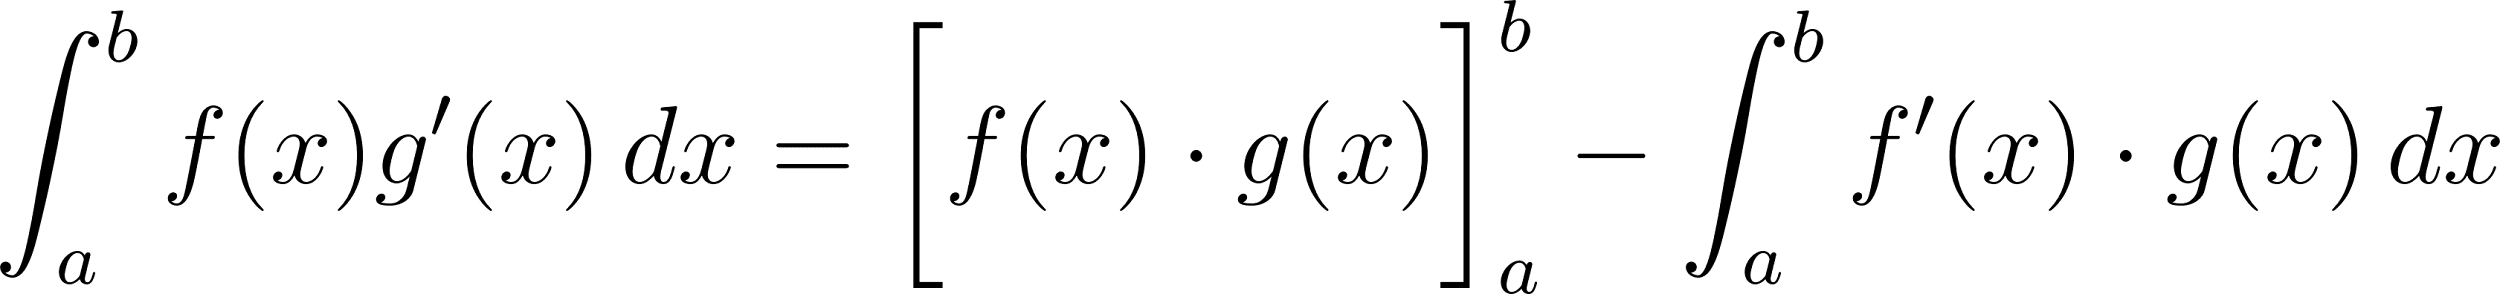 ∫_a^b f(x)g′(x) dx = [f(x) · g(x)]_a^b − ∫_a^b f′(x) · g(x) dx